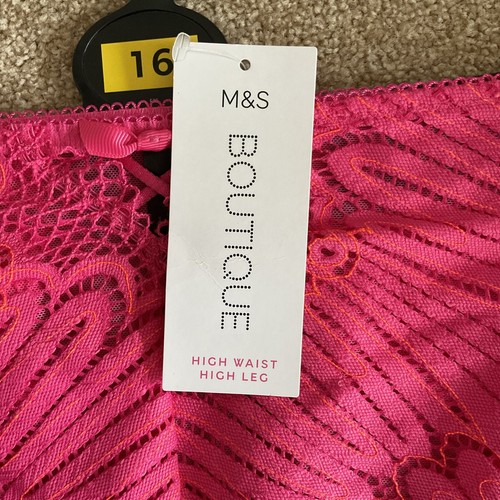 16
M&S
BOUTIQUE
HIGH WAIST
HIGH LEG